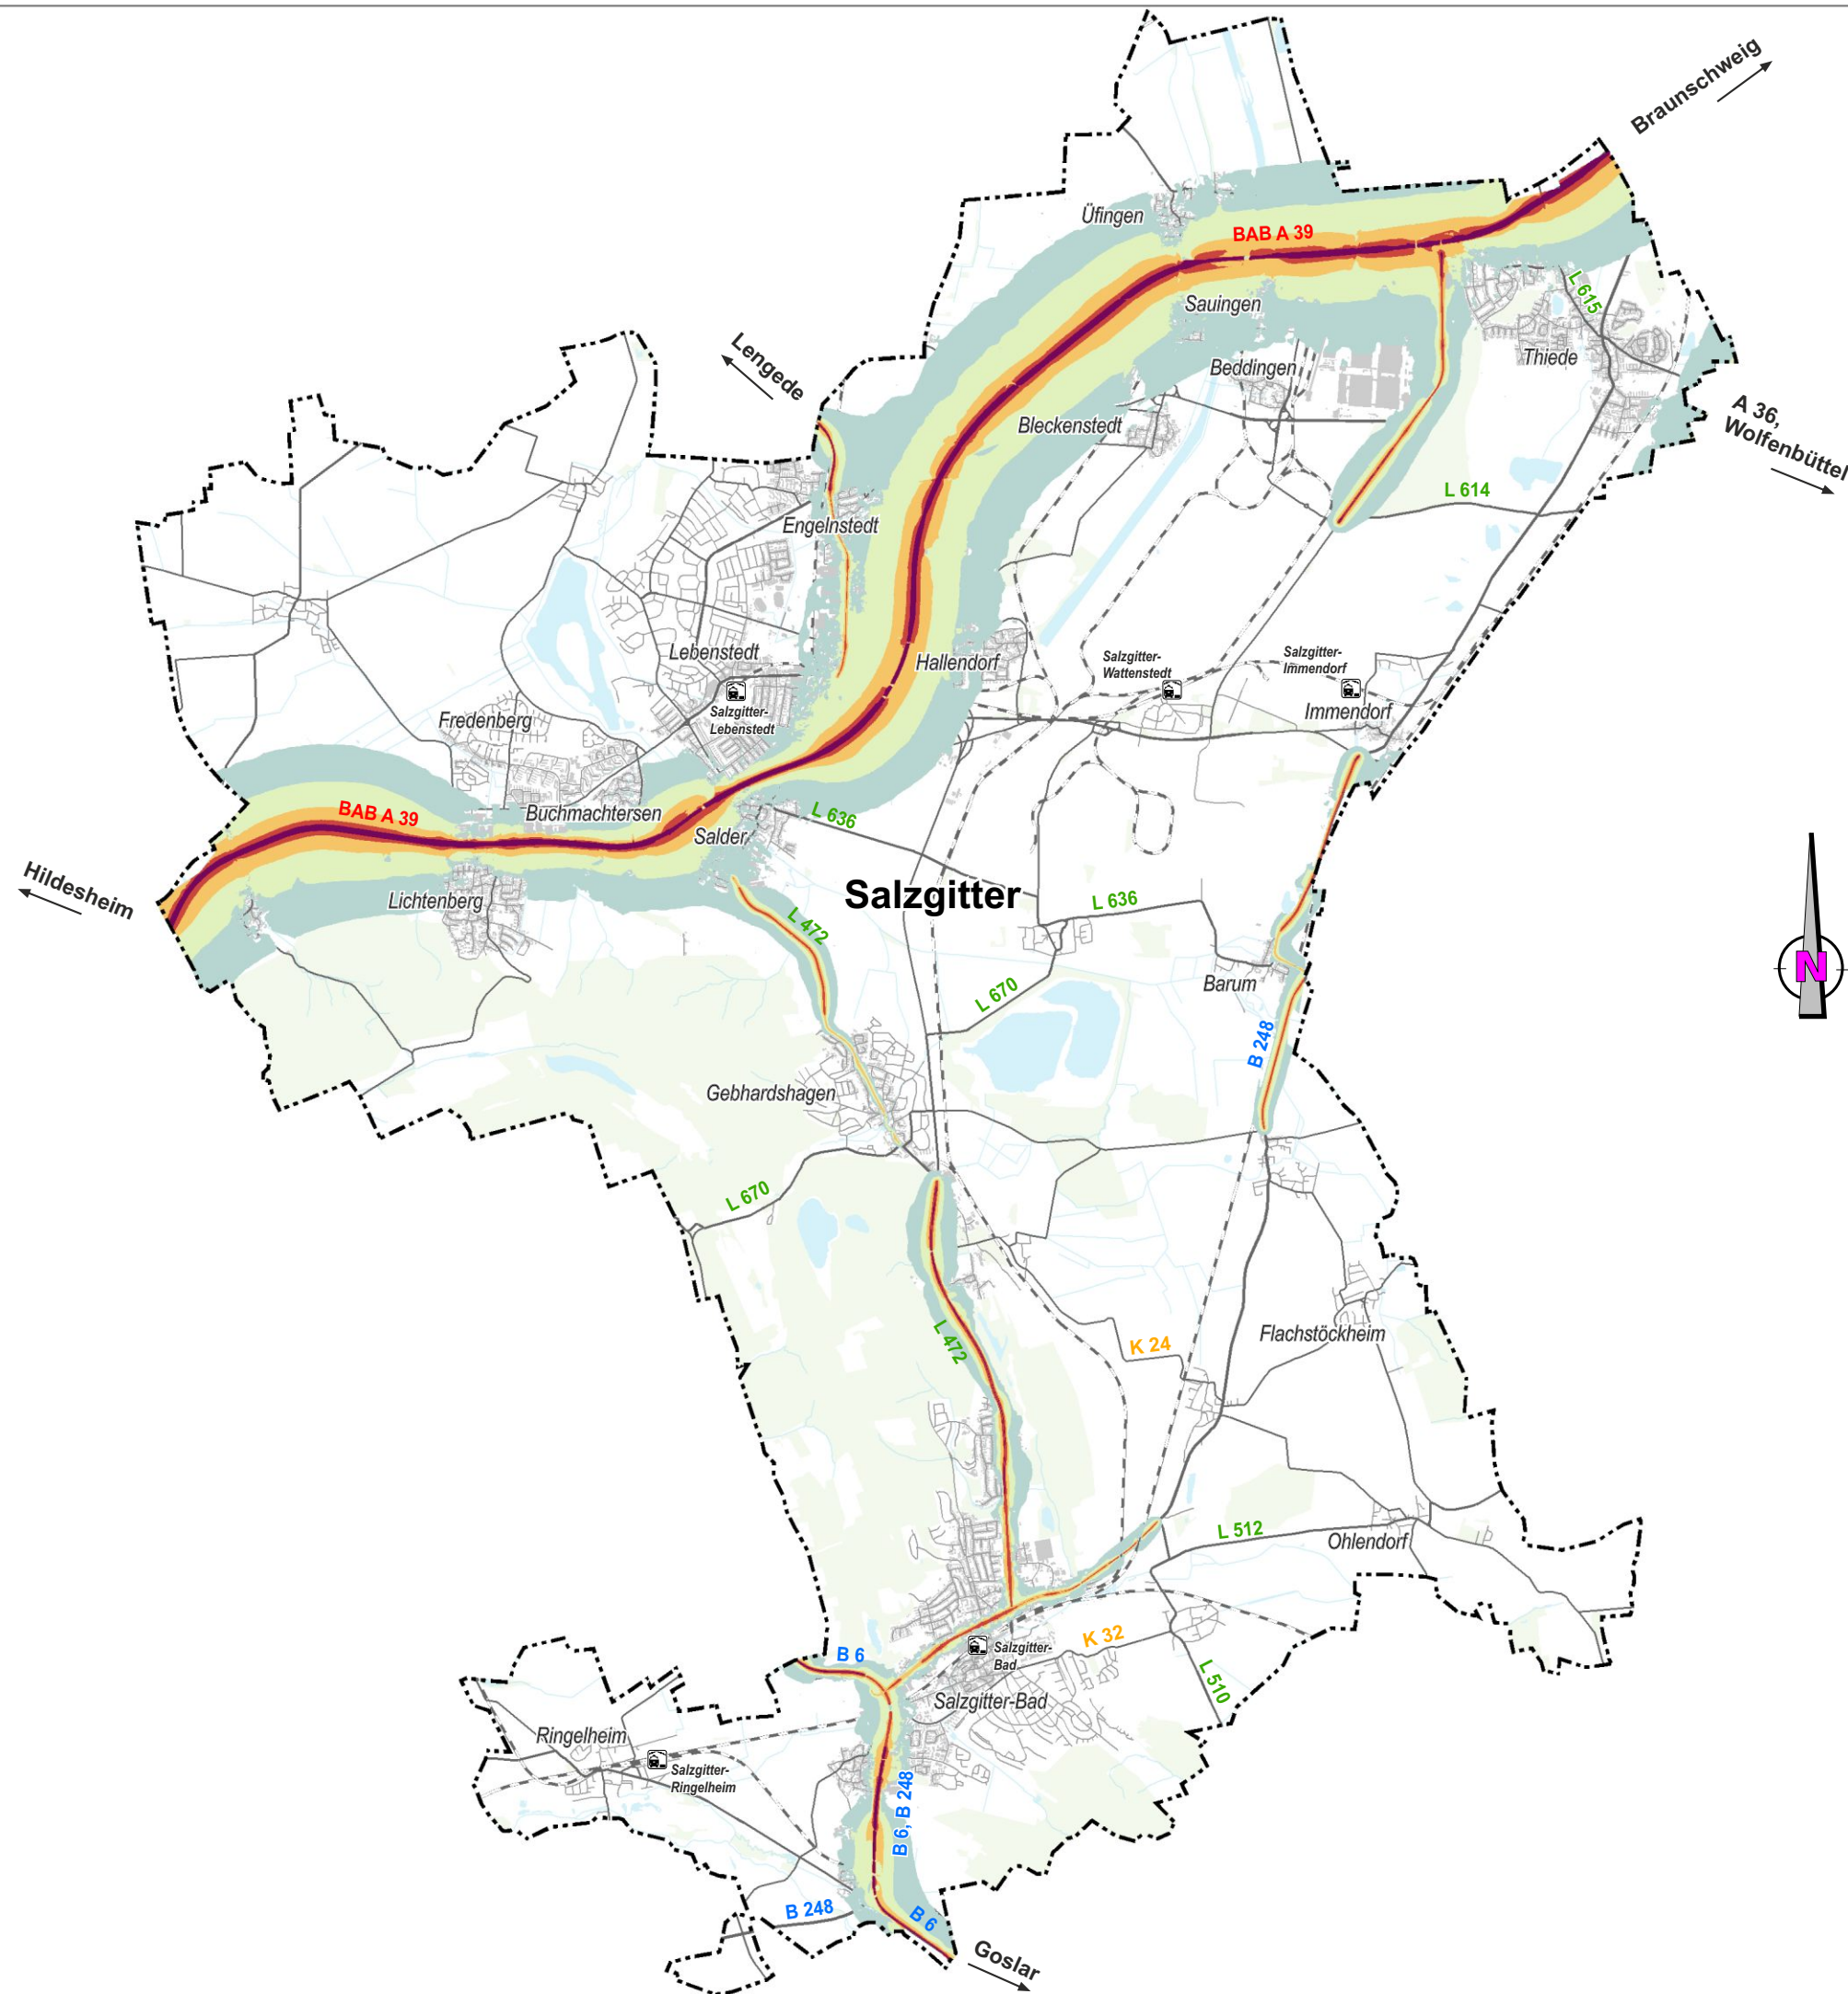 Braunschweig
Üfingen
BAB A 39
Sauingen
L 615
Lengede
Thiede
Beddingen
A 36,
Wolfenbüttel
Bleckenstedt
L 614
Engelnstedt
Lebenstedt
Hallendorf
Salzgitter-
Wattenstedt
Salzgitter-
Immendorf
Immendorf
Salzgitter-
Lebenstedt
Fredenberg
BAB A 39
Buchmachtersen
Salder
L 636
Hildesheim
Lichtenberg
Salzgitter
L 636
L 472
N
Barum
L 670
B 248
Gebhardshagen
L 670
L 472
K 24
Flachstöckheim
L 512
Ohlendorf
K 32
Salzgitter-
Bad
B 6
L 510
Salzgitter-Bad
Ringelheim
Salzgitter-
Ringelheim
B 6, B 248
B 248
B 6
Goslar